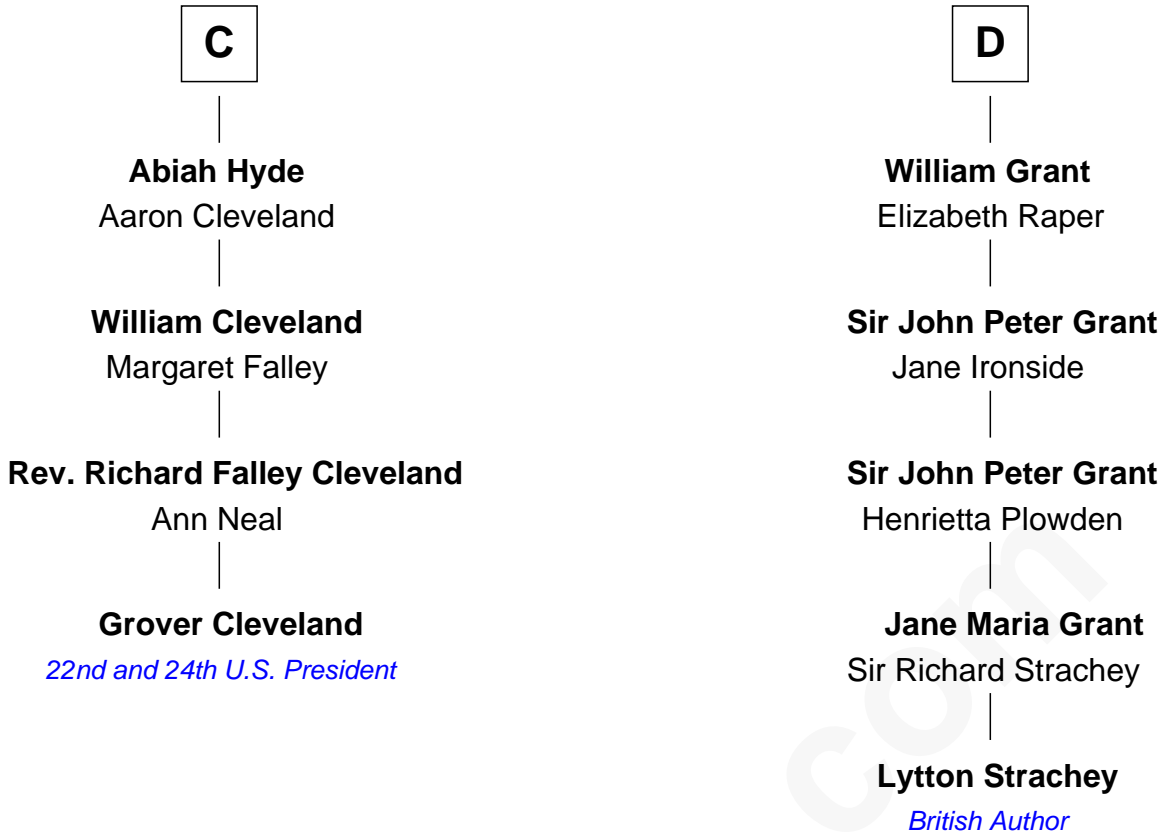 C
Abiah Hyde
Aaron Cleveland
William Cleveland
Margaret Falley
Rev. Richard Falley Cleveland
Ann Neal
Grover Cleveland
22nd and 24th U.S. President
D
William Grant
Elizabeth Raper
Sir John Peter Grant
Jane Ironside
Sir John Peter Grant
Henrietta Plowden
Jane Maria Grant
Sir Richard Strachey
Lytton Strachey
British Author
com